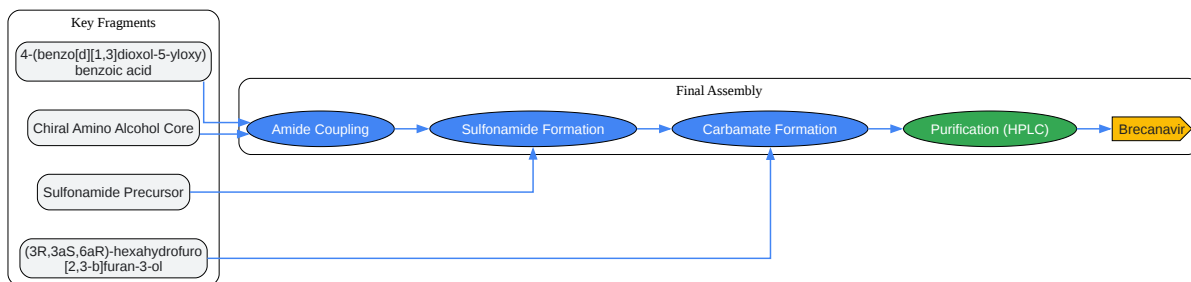 Key Fragments
4-(benzo[d][1,3]dioxol-5-yloxy)
benzoic acid
Chiral Amino Alcohol Core
Sulfonamide Precursor
(3R,3aS,6aR)-hexahydrofuro
[2,3-b]furan-3-ol
Final Assembly
Amide Coupling
Sulfonamide Formation
Carbamate Formation
Purification (HPLC)
Brecanavir